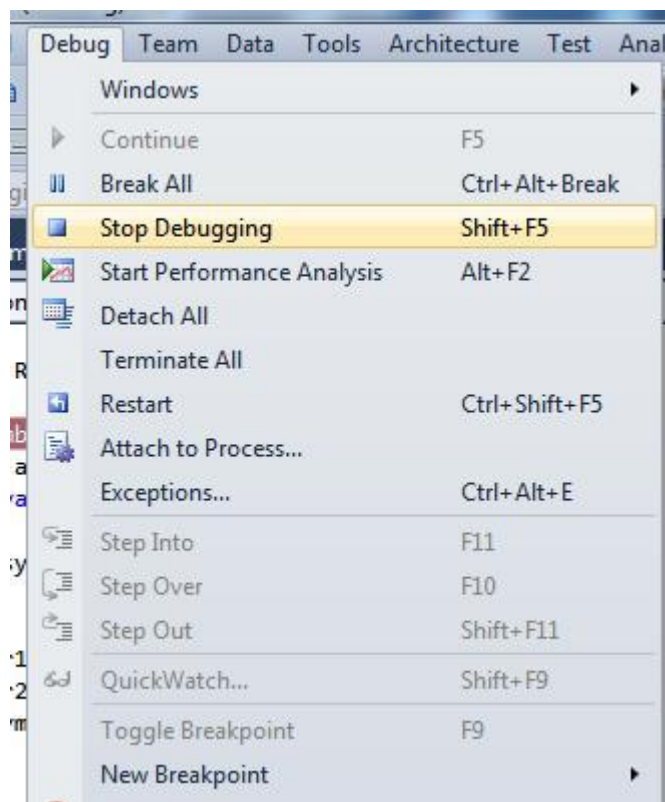 Debug Team Data Tools Architecture Test
Windows
Continue F5
Break All Ctrl+Alt+Break
Stop Debugging Shift+F5
Start Performance Analysis Alt+F2
Detach All
Terminate All
Restart Ctrl+Shift+F5
Attach to Process...
Exceptions... Ctrl+Alt+E
Step Into F11
Step Over F10
Step Out Shift+F11
QuickWatch... Shift+F9
Toggle Breakpoint F9
New Breakpoint